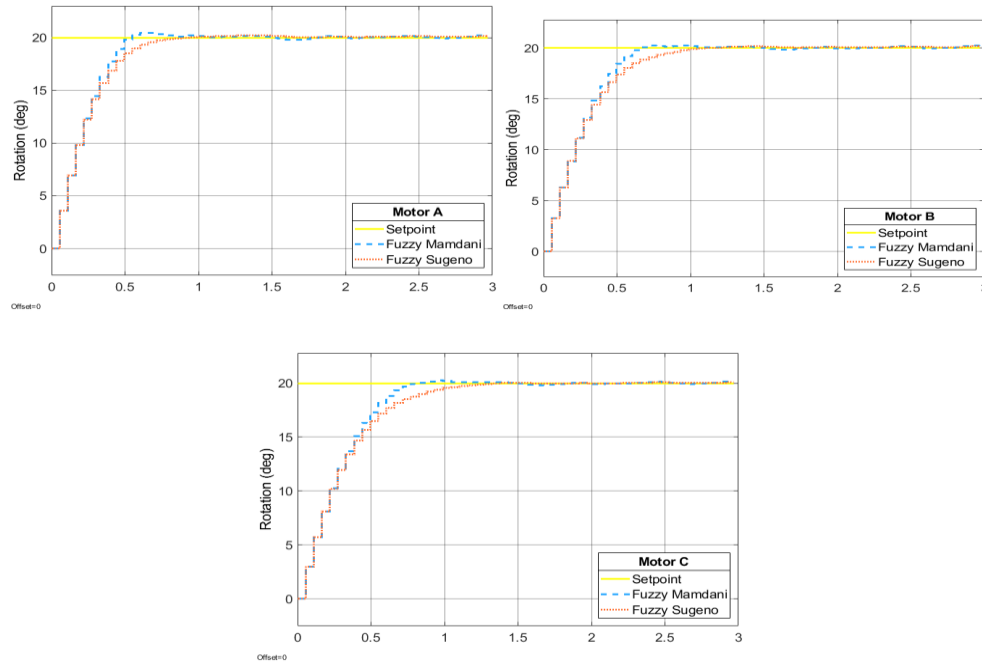 20
15
10
5
0
Rotation (deg)
Motor A
Setpoint
Fuzzy Mamdani
Fuzzy Sugeno
0 0.5 1 1.5 2 2.5 3
Offset=0
20
15
10
5
0
Rotation (deg)
Motor B
Setpoint
Fuzzy Mamdani
Fuzzy Sugeno
0 0.5 1 1.5 2 2.5
Offset=0
20
15
10
5
0
Rotation (deg)
Motor C
Setpoint
Fuzzy Mamdani
Fuzzy Sugeno
0 0.5 1 1.5 2 2.5 3
Offset=0